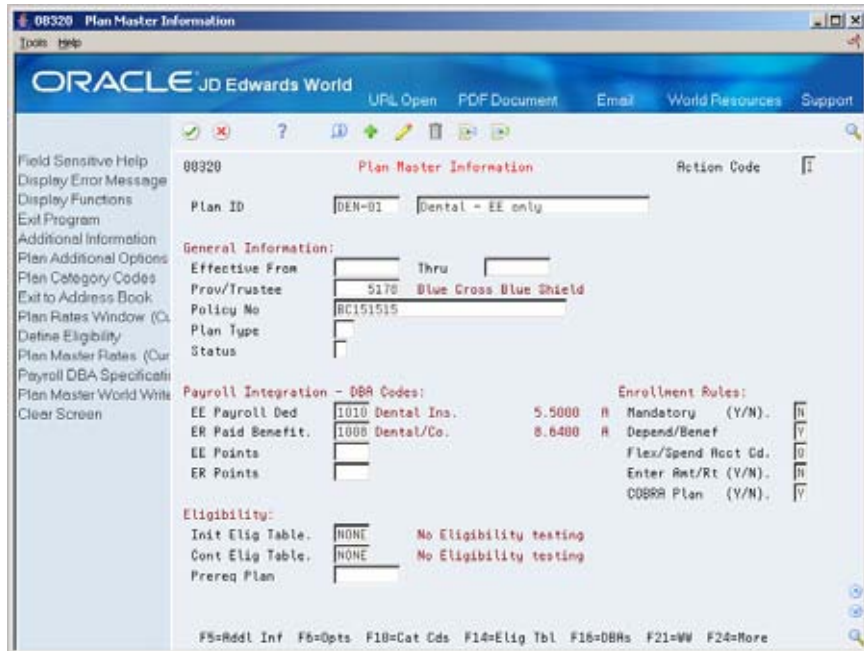 08320 Plan Master Information
Tools Help
ORACLE JD Edwards World
URL Open PDF Document Email World Resources Support
Field Sensitive Help
Display Error Message
Display Functions
Exit Program
Additional Information
Plan Additional Options
Plan Category Codes
Exit to Address Book
Plan Rates Window (Cu
Define Eligibility
Plan Master Rates (Cur
Payroll DBA Specificati
Plan Master World Write
Clear Screen
08320 Plan Master Information Action Code I
Plan ID DEN-01 Dental - EE only
General Information:
Effective From Thru
Prov/Trustee 5170 Blue Cross Blue Shield
Policy No BC151515
Plan Type
Status
Payroll Integration - DBA Codes: Enrollment Rules:
EE Payroll Ded 1010 Dental Ins. 5.5000 A Mandatory (Y/N). N
ER Paid Benefit. 1008 Dental/Co. 8.6400 A Depend/Benef Y
EE Points Flex/Spend Acct Cd. 0
ER Points Enter Amt/Rt (Y/N). N
COBRA Plan (Y/N). Y
Eligibility:
Init Elig Table. NONE No Eligibility testing
Cont Elig Table. NONE No Eligibility testing
Prereq Plan
F5=Addl Inf F6=Opts F10=Cat Cds F14=Elig Tbl F16=DBAs F21=WW F24=More